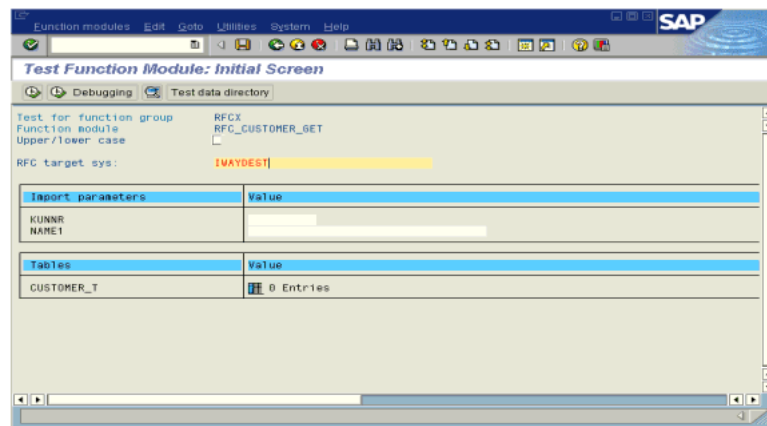 Function modules Edit Goto Utilities System Help
SAP
Test Function Module: Initial Screen
Debugging Test data directory
Test for function group RFCX
Function module RFC_CUSTOMER_GET
Upper/lower case
RFC target sys: IWAYDEST
Import parameters Value
KUNNR
NAME1
Tables Value
CUSTOMER_T 0 Entries